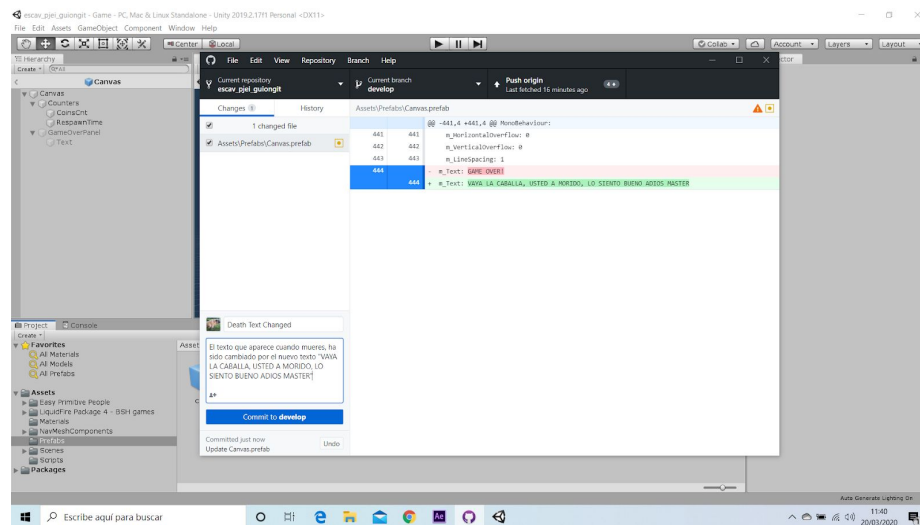 escav_pjei_guiongit - Game - PC, Mac & Linux Standalone - Unity 2019.2.17f1 Personal <DX11>
File Edit Assets GameObject Component Window Help
Center Local Collab Account Layers Layout
Hierarchy
Create All
Canvas
Canvas
Counters
CoinsCnt
RespawnTime
GameOverPanel
Text
File Edit View Repository Branch Help
Current repository
escav_pjei_guiongit
Current branch
develop
Push origin
Last fetched 16 minutes ago
Changes 1 History
1 changed file
Assets\Prefabs\Canvas.prefab
Assets\Prefabs\Canvas.prefab
@@ -441,4 +441,4 @@ MonoBehaviour:
441 441 m_HorizontalOverflow: 0
442 442 m_VerticalOverflow: 0
443 443 m_LineSpacing: 1
444 - m_Text: GAME OVER!
444 + m_Text: VAYA LA CABALLA, USTED A MORIDO, LO SIENTO BUENO ADIOS MASTER
Death Text Changed
El texto que aparece cuando mueres, ha
sido cambiado por el nuevo texto "VAYA
LA CABALLA, USTED A MORIDO, LO
SIENTO BUENO ADIOS MASTER"
Commit to develop
Committed just now
Update Canvas.prefab
Undo
Project Console
Create
Favorites
All Materials
All Models
All Prefabs
Assets
Easy Primitive People
LiquidFire Package 4 - BSH games
Materials
NavMeshComponents
Prefabs
Scenes
Scripts
Packages
Auto Generate Lighting On
Escribe aquí para buscar
11:40
20/03/2020